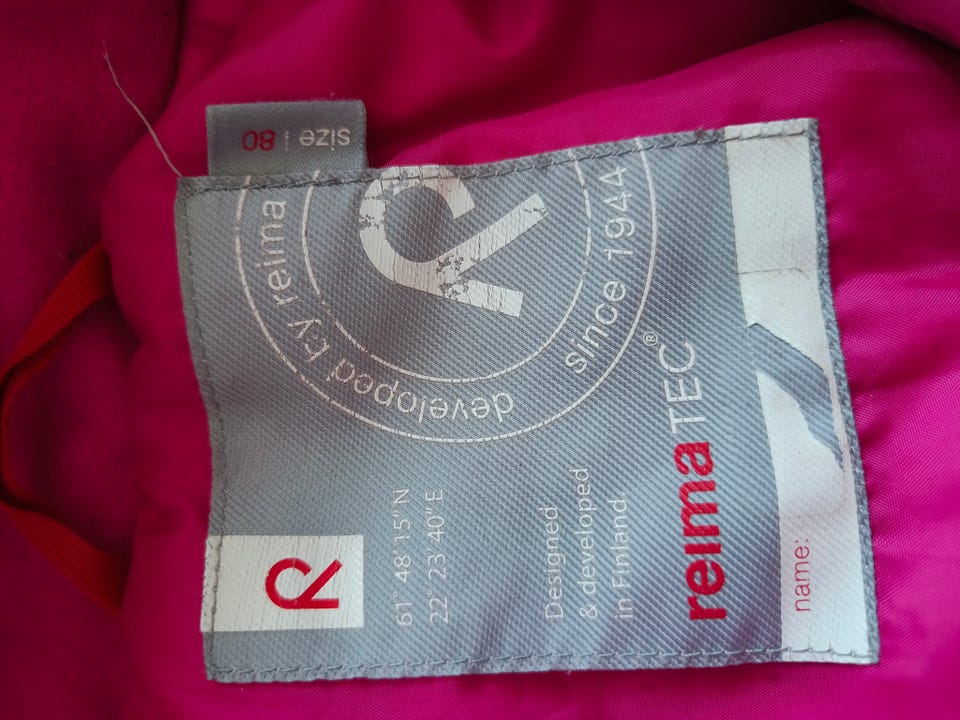 size | 80
developed by reima
since 1944
R
R
61° 48' 15" N
22° 23' 40" E
Designed
& developed
in Finland.
reimaTEC®
name: